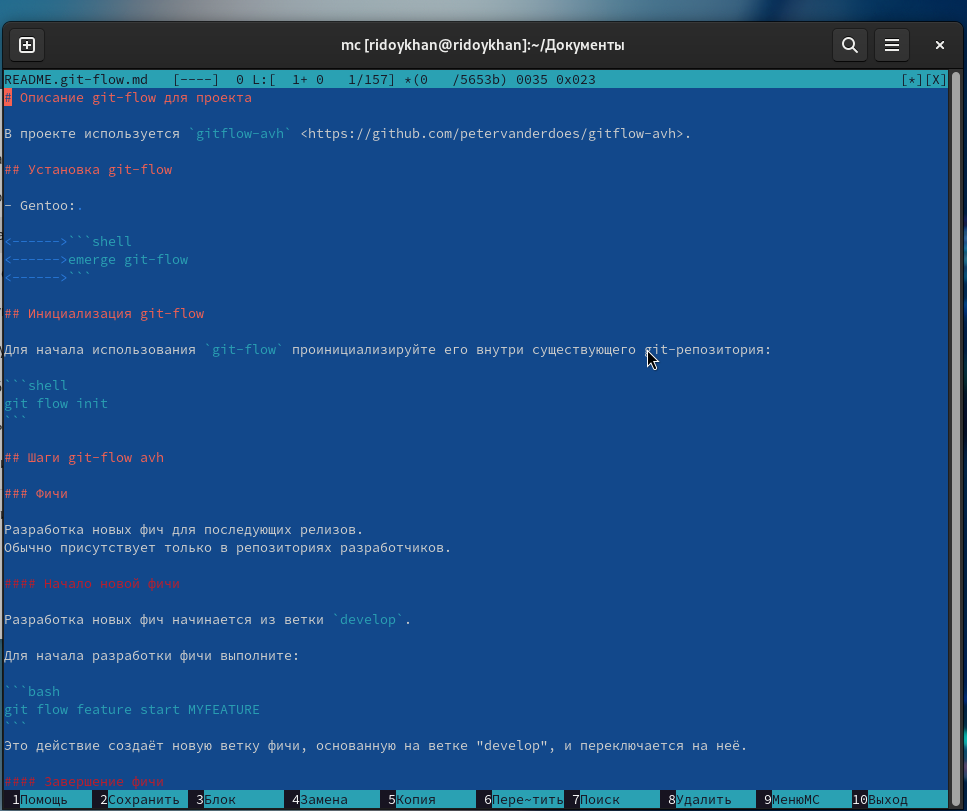 mc [ridoykhan@ridoykhan]:~/Документы
README.git-flow.md [----] 0 L:[ 1+ 0 1/157] *(0 /5653b) 0035 0x023 [*][X]
# Описание git-flow для проекта
В проекте используется `gitflow-avh` <https://github.com/petervanderdoes/gitflow-avh>.
## Установка git-flow
- Gentoo:.
<------>```shell
<------>emerge git-flow
<------>```
## Инициализация git-flow
Для начала использования `git-flow` проинициализируйте его внутри существующего git-репозитория:
```shell
git flow init
```
## Шаги git-flow avh
### Фичи
Разработка новых фич для последующих релизов.
Обычно присутствует только в репозиториях разработчиков.
#### Начало новой фичи
Разработка новых фич начинается из ветки `develop`.
Для начала разработки фичи выполните:
```bash
git flow feature start MYFEATURE
```
Это действие создаёт новую ветку фичи, основанную на ветке "develop", и переключается на неё.
#### Завершение фичи
1Помощь 2Сохранить 3Блок 4Замена 5Копия 6Пере~тить 7Поиск 8Удалить 9МенюMC 10Выход